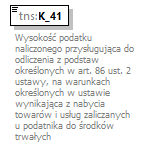 tns:K_41
Wysokość podatku
naliczonego przysługująca do
odliczenia z podstaw
określonych w art. 86 ust. 2
ustawy, na warunkach
określonych w ustawie
wynikająca z nabycia
towarów i usług zaliczanych
u podatnika do środków
trwałych